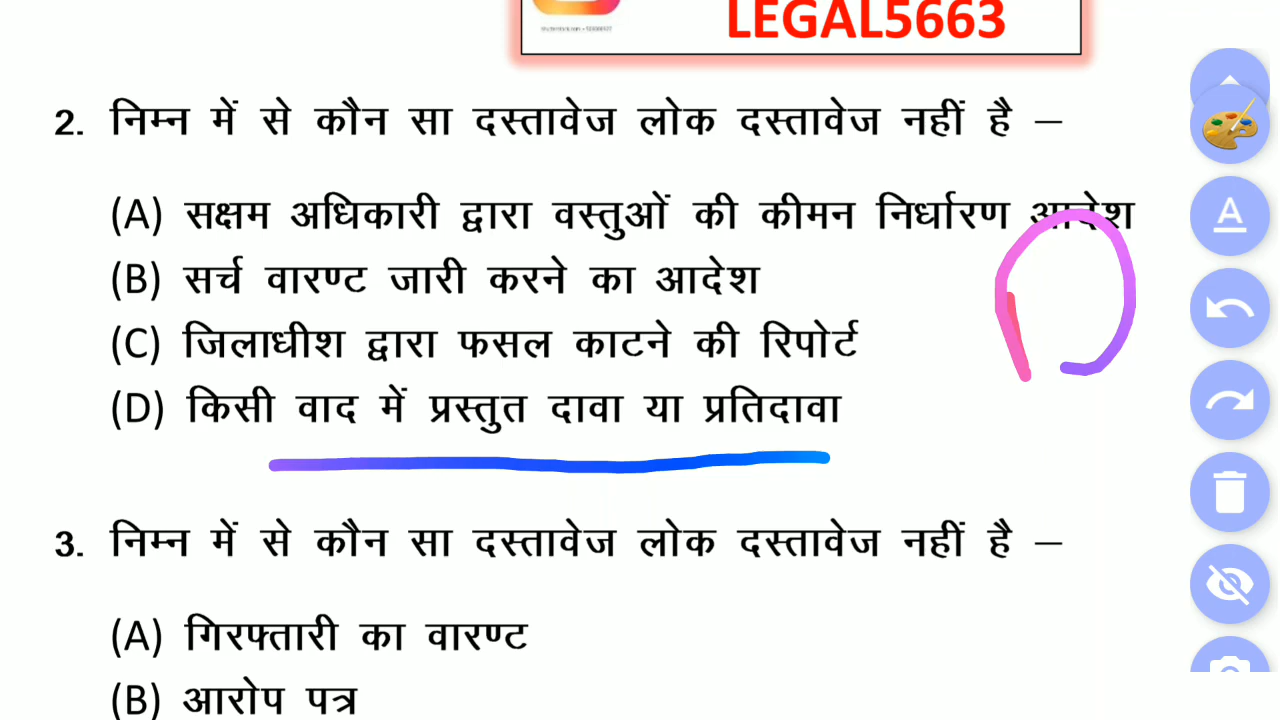 LEGAL5663
2. निम्न में से कौन सा दस्तावेज लोक दस्तावेज नहीं है –
(A) सक्षम अधिकारी द्वारा वस्तुओं की कीमन निर्धारण आदेश
(B) सर्च वारण्ट जारी करने का आदेश
(C) जिलाधीश द्वारा फसल काटने की रिपोर्ट
(D) किसी वाद में प्रस्तुत दावा या प्रतिदावा
3. निम्न में से कौन सा दस्तावेज लोक दस्तावेज नहीं है –
(A) गिरफ्तारी का वारण्ट
(B) आरोप पत्र